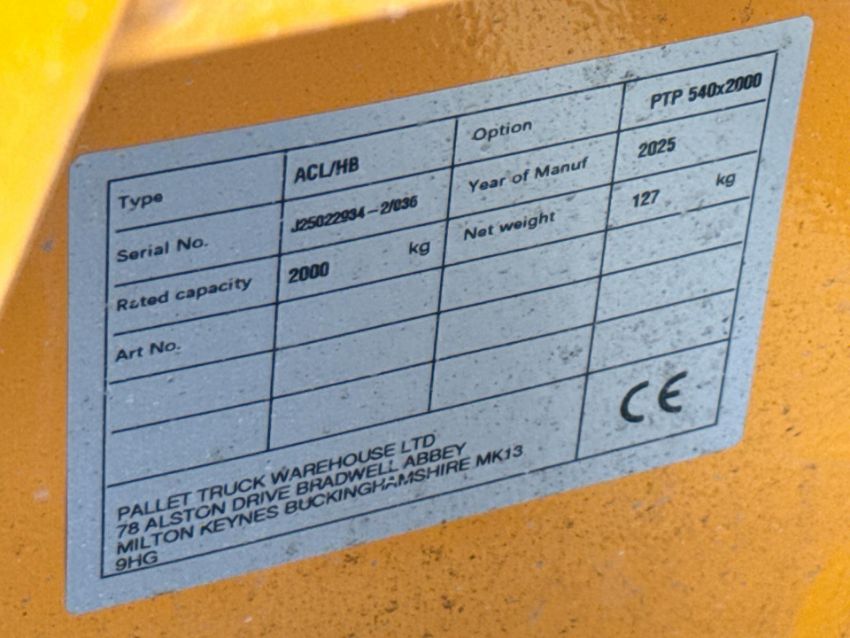 Type ACL/HB Option PTP 540x2000
Serial No. J25022934-2/036 Year of Manuf 2025
Rated capacity 2000 kg Net weight 127 kg
Art No.
CE
PALLET TRUCK WAREHOUSE LTD
78 ALSTON DRIVE BRADWELL ABBEY
MILTON KEYNES BUCKINGHAMSHIRE MK13
9HG